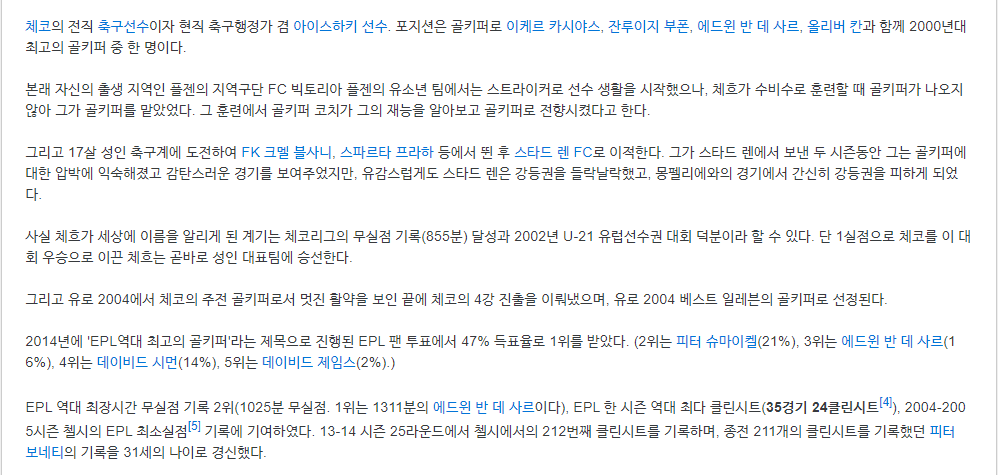 체코의 전직 축구선수이자 현직 축구행정가 겸 아이스하키 선수. 포지션은 골키퍼로 이케르 카시야스, 잔루이지 부폰, 에드윈 반 데 사르, 올리버 칸과 함께 2000년대
최고의 골키퍼 중 한 명이다.
본래 자신의 출생 지역인 플젠의 지역구단 FC 빅토리아 플젠의 유소년 팀에서는 스트라이커로 선수 생활을 시작했으나, 체흐가 수비수로 훈련할 때 골키퍼가 나오지
않아 그가 골키퍼를 맡았었다. 그 훈련에서 골키퍼 코치가 그의 재능을 알아보고 골키퍼로 전향시켰다고 한다.
그리고 17살 성인 축구계에 도전하여 FK 크멜 블사니, 스파르타 프라하 등에서 뛴 후 스타드 렌 FC로 이적한다. 그가 스타드 렌에서 보낸 두 시즌동안 그는 골키퍼에
대한 압박에 익숙해졌고 감탄스러운 경기를 보여주었지만, 유감스럽게도 스타드 렌은 강등권을 들락날락했고, 몽펠리에와의 경기에서 간신히 강등권을 피하게 되었
다.
사실 체흐가 세상에 이름을 알리게 된 계기는 체코리그의 무실점 기록(855분) 달성과 2002년 U-21 유럽선수권 대회 덕분이라 할 수 있다. 단 1실점으로 체코를 이 대
회 우승으로 이끈 체흐는 곧바로 성인 대표팀에 승선한다.
그리고 유로 2004에서 체코의 주전 골키퍼로서 멋진 활약을 보인 끝에 체코의 4강 진출을 이뤄냈으며, 유로 2004 베스트 일레븐의 골키퍼로 선정된다.
2014년에 'EPL역대 최고의 골키퍼'라는 제목으로 진행된 EPL 팬 투표에서 47% 득표율로 1위를 받았다. (2위는 피터 슈마이켈(21%), 3위는 에드윈 반 데 사르(1
6%), 4위는 데이비드 시먼(14%), 5위는 데이비드 제임스(2%).)
EPL 역대 최장시간 무실점 기록 2위(1025분 무실점. 1위는 1311분의 에드윈 반 데 사르이다), EPL 한 시즌 역대 최다 클린시트(35경기 24클린시트[4]), 2004-200
5시즌 첼시의 EPL 최소실점[5] 기록에 기여하였다. 13-14 시즌 25라운드에서 첼시에서의 212번째 클린시트를 기록하며, 종전 211개의 클린시트를 기록했던 피터
보네티의 기록을 31세의 나이로 경신했다.